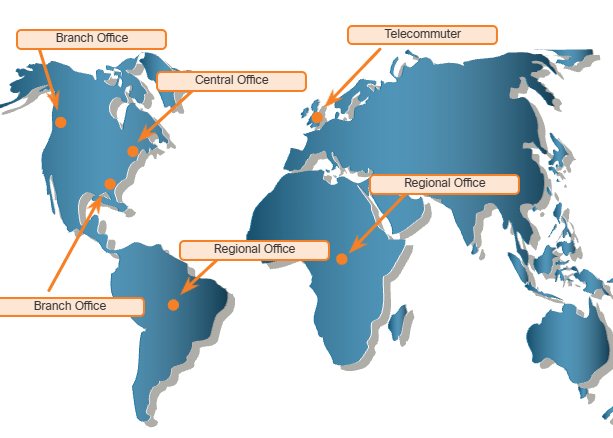 Telecommuter
Branch Office
Central Office
Regional Office
Regional Office
Branch Office